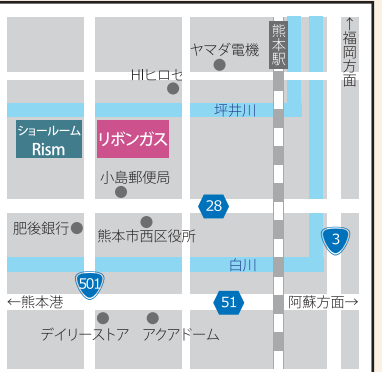 ↑福岡方面
熊本駅
ヤマダ電機
HIヒロセ
坪井川
ショールーム
Rism
リボンガス
小島郵便局
28
肥後銀行
熊本市西区役所
3
白川
501
←熊本港
51
阿蘇方面→
デイリーストア
アクアドーム